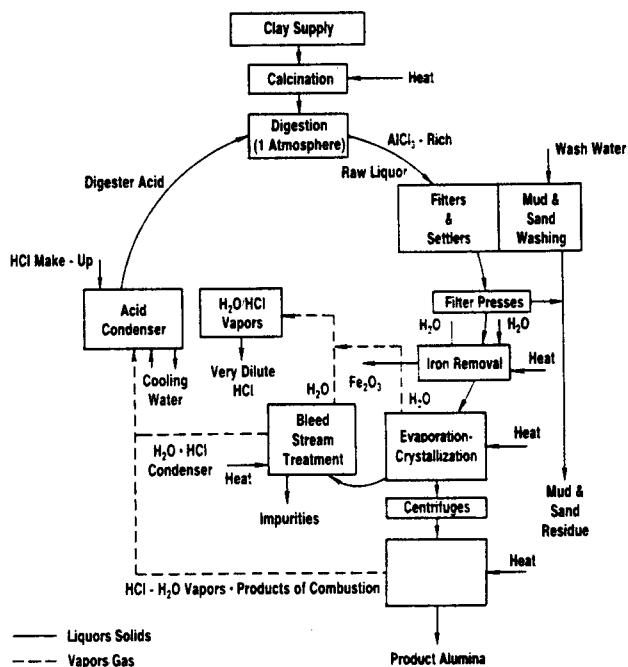 Clay Supply
Calcination
Heat
Digestion
(1 Atmosphere)
AlCl₃ - Rich
Raw Liquor
Wash Water
Digester Acid
Filters
&
Settlers
Mud &
Sand
Washing
HCl Make - Up
Acid
Condenser
H₂O/HCl
Vapors
Filter Presses
H₂O
H₂O
Iron Removal
Heat
Cooling
Water
Very Dilute
HCl
H₂O
Fe₂O₃
H₂O
Bleed
Stream
Treatment
Evaporation-
Crystallization
Heat
H₂O · HCl
Condenser
Heat
Impurities
Centrifuges
Mud &
Sand
Residue
Heat
HCl - H₂O Vapors · Products of Combustion
Liquors Solids
Vapors Gas
Product Alumina